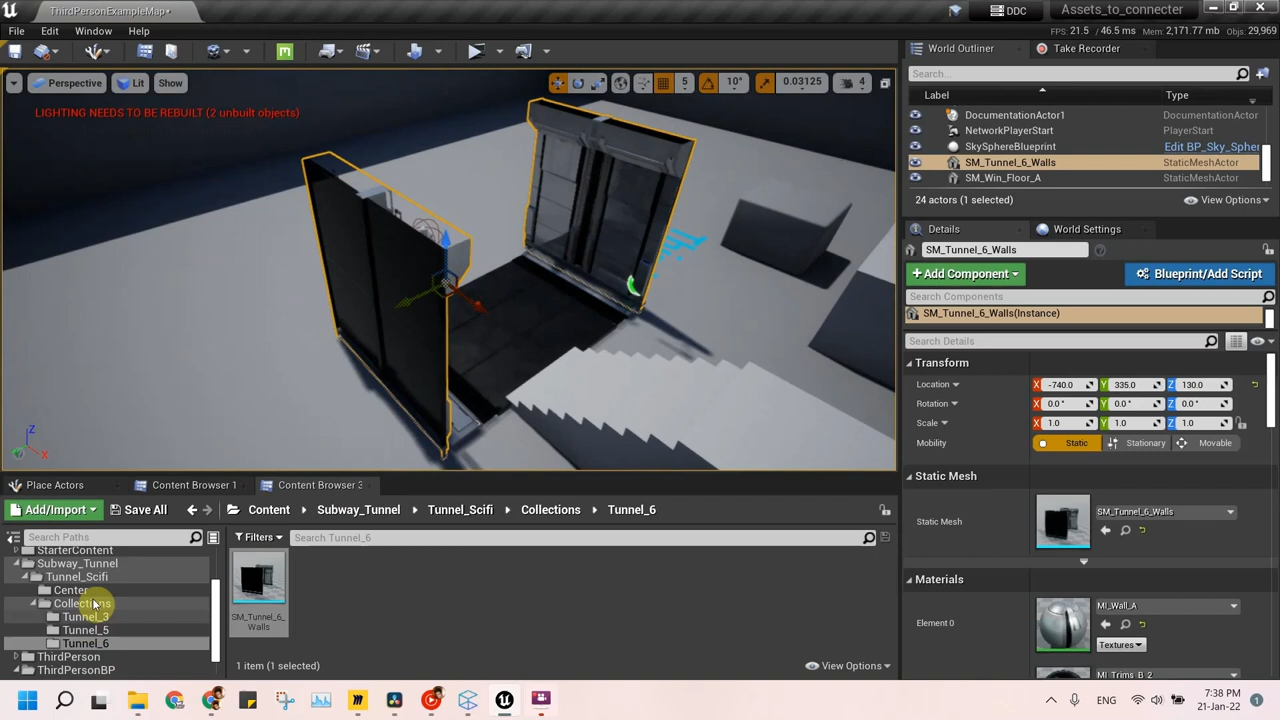 ThirdPersonExampleMap*
DDC
Assets_to_connecter
File Edit Window Help
FPS: 21.5 / 46.5 ms Mem: 2,171.77 mb Objs: 29,969
Perspective Lit Show
5 10° 0.03125 4
LIGHTING NEEDS TO BE REBUILT (2 unbuilt objects)
World Outliner Take Recorder
Search...
Label Type
DocumentationActor1 DocumentationActor
NetworkPlayerStart PlayerStart
SkySphereBlueprint Edit BP_Sky_Sphe
SM_Tunnel_6_Walls StaticMeshActor
SM_Win_Floor_A StaticMeshActor
24 actors (1 selected) View Options
Details World Settings
SM_Tunnel_6_Walls
+Add Component Blueprint/Add Script
Search Components
SM_Tunnel_6_Walls(Instance)
Search Details
Transform
Location X -740.0 Y 335.0 Z 130.0
Rotation X 0.0 ° Y 0.0 ° Z 0.0 °
Scale X 1.0 Y 1.0 Z 1.0
Mobility Static Stationary Movable
Static Mesh
Static Mesh SM_Tunnel_6_Walls
Materials
Element 0 MI_Wall_A
Textures
MI_Trims_B_2
Place Actors Content Browser 1 Content Browser 3
Add/Import Save All Content Subway_Tunnel Tunnel_Scifi Collections Tunnel_6
Search Paths
Filters Search Tunnel_6
StarterContent
Subway_Tunnel
Tunnel_Scifi
Center
Collections
Tunnel_3
Tunnel_5
Tunnel_6
ThirdPerson
ThirdPersonBP
SM_Tunnel_6_
Walls
1 item (1 selected) View Options
ENG
7:38 PM
21-Jan-22
1